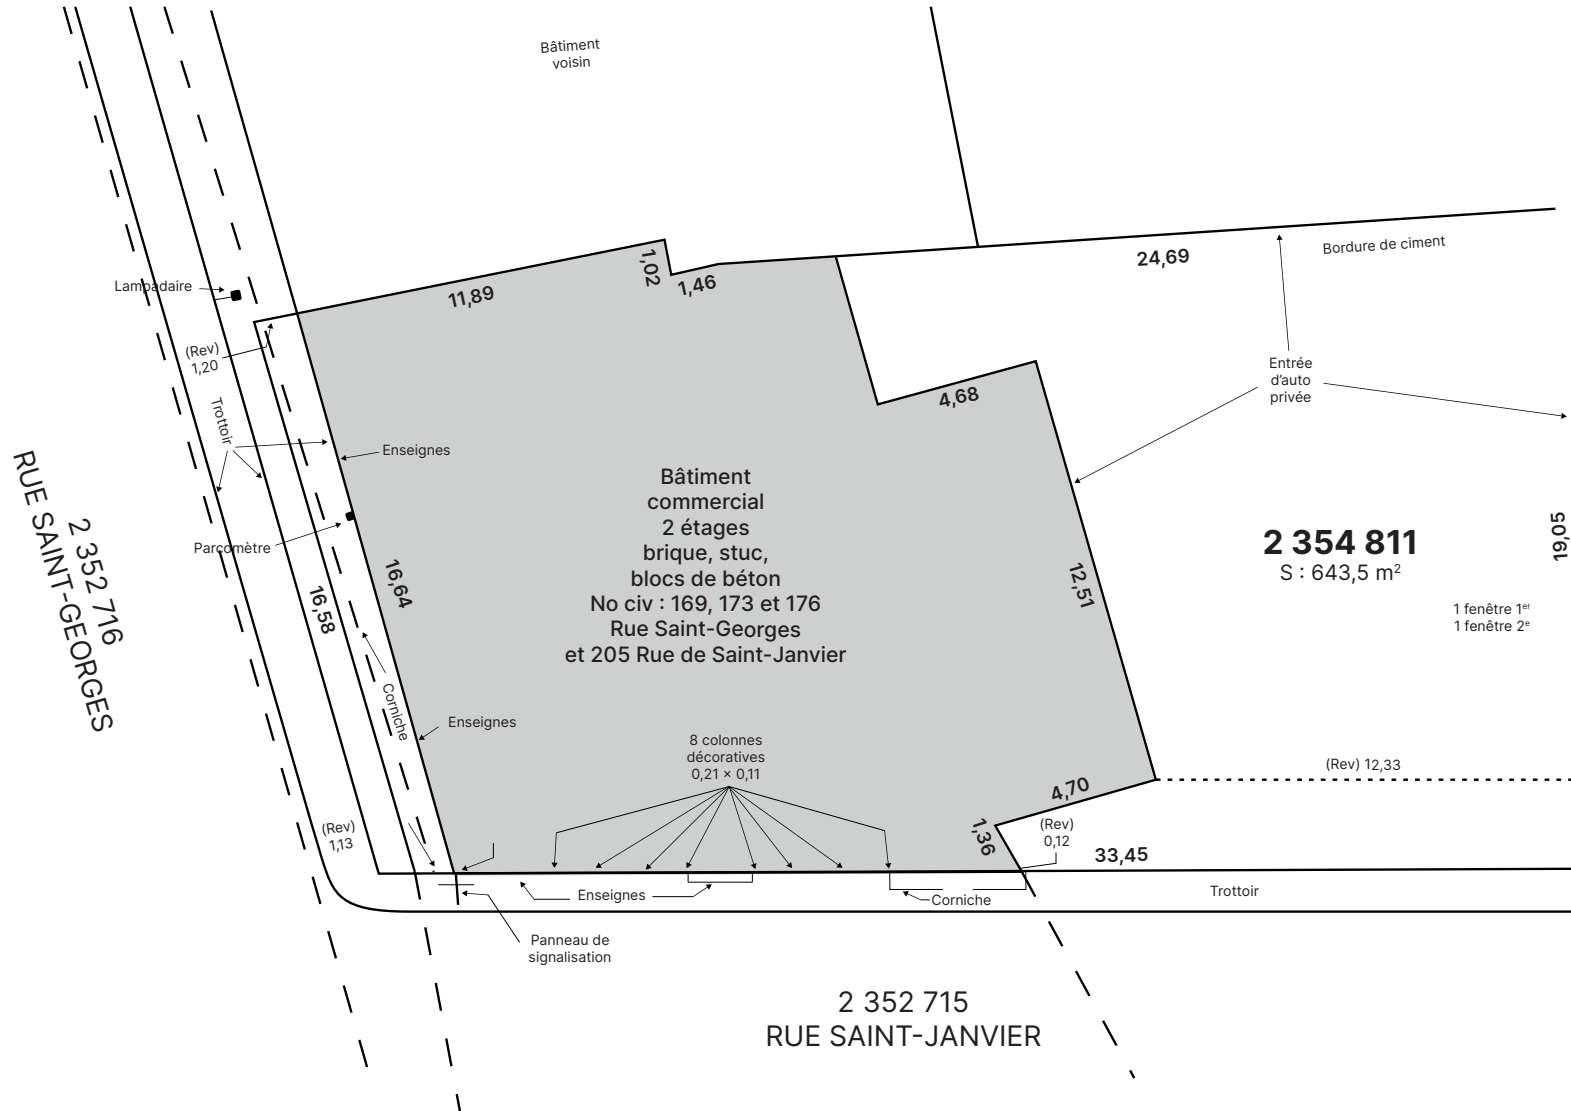 Bâtiment
voisin
Bordure de ciment
24,69
1,02
1,46
11,89
Lampadaire
(Rev)
1,20
Trottoir
Enseignes
Parcomètre
16,64
16,58
Corniche
Enseignes
4,68
Entrée
d'auto
privée
Bâtiment
commercial
2 étages
brique, stuc,
blocs de béton
No civ : 169, 173 et 176
Rue Saint-Georges
et 205 Rue de Saint-Janvier
12,51
2 354 811
S : 643,5 m²
19,05
1 fenêtre 1er
1 fenêtre 2e
2 352 716
RUE SAINT-GEORGES
8 colonnes
décoratives
0,21 × 0,11
(Rev) 12,33
4,70
1,36
(Rev)
0,12
33,45
(Rev)
1,13
Enseignes
Corniche
Trottoir
Panneau de
signalisation
2 352 715
RUE SAINT-JANVIER